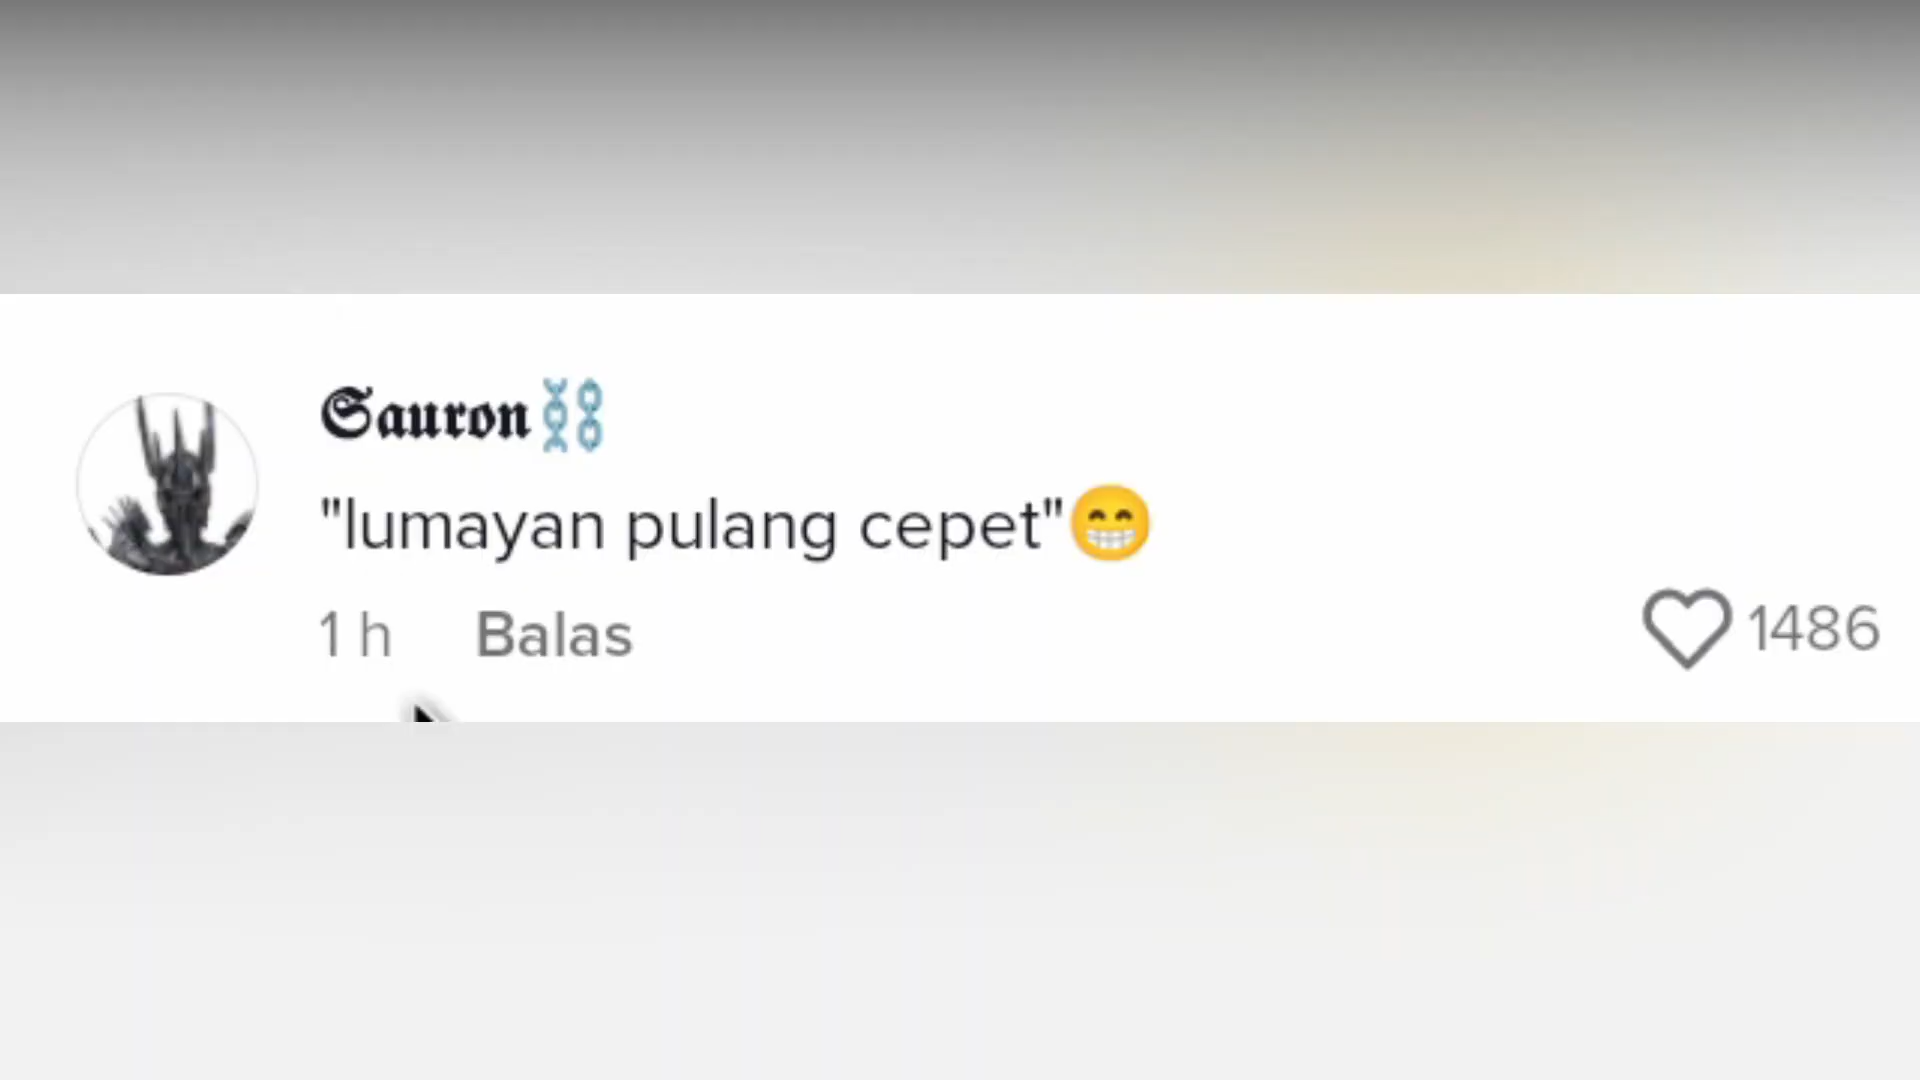 𝕾𝖆𝖚𝖗𝖔𝖓⛓️
"lumayan pulang cepet"😁
1 h Balas
1486